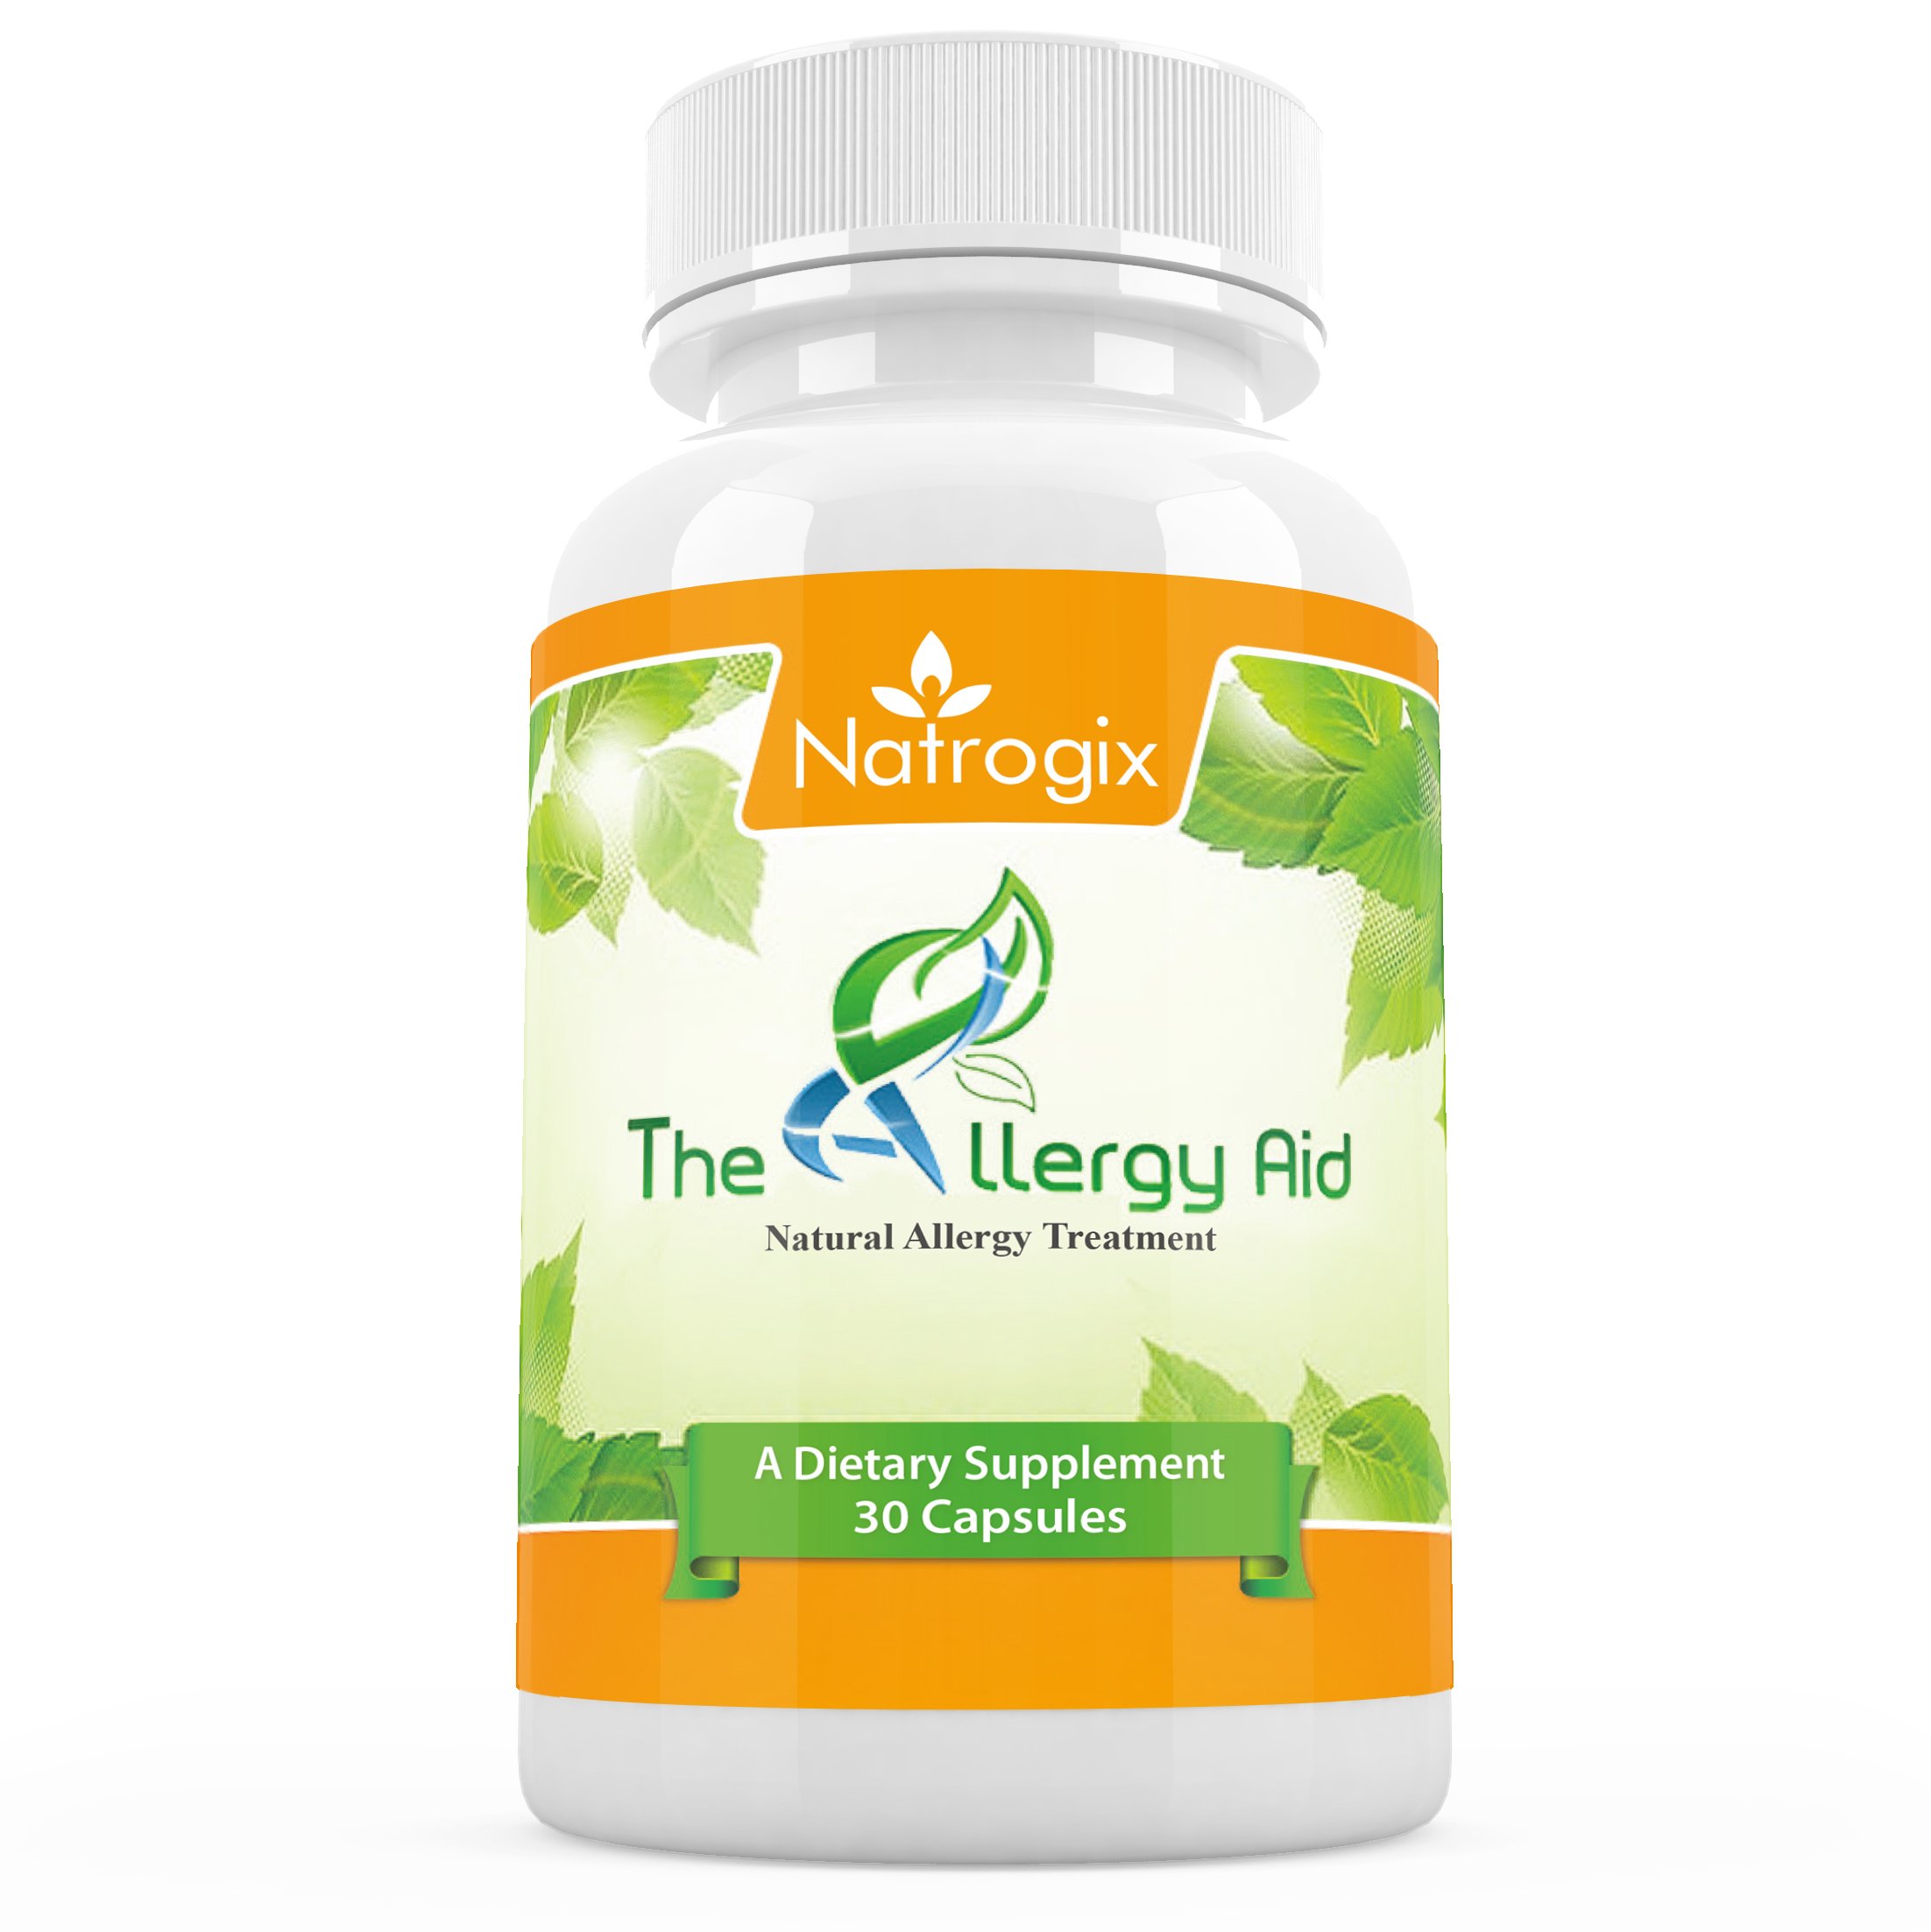 Natrogix
The Allergy Aid
Natural Allergy Treatment
A Dietary Supplement
30 Capsules